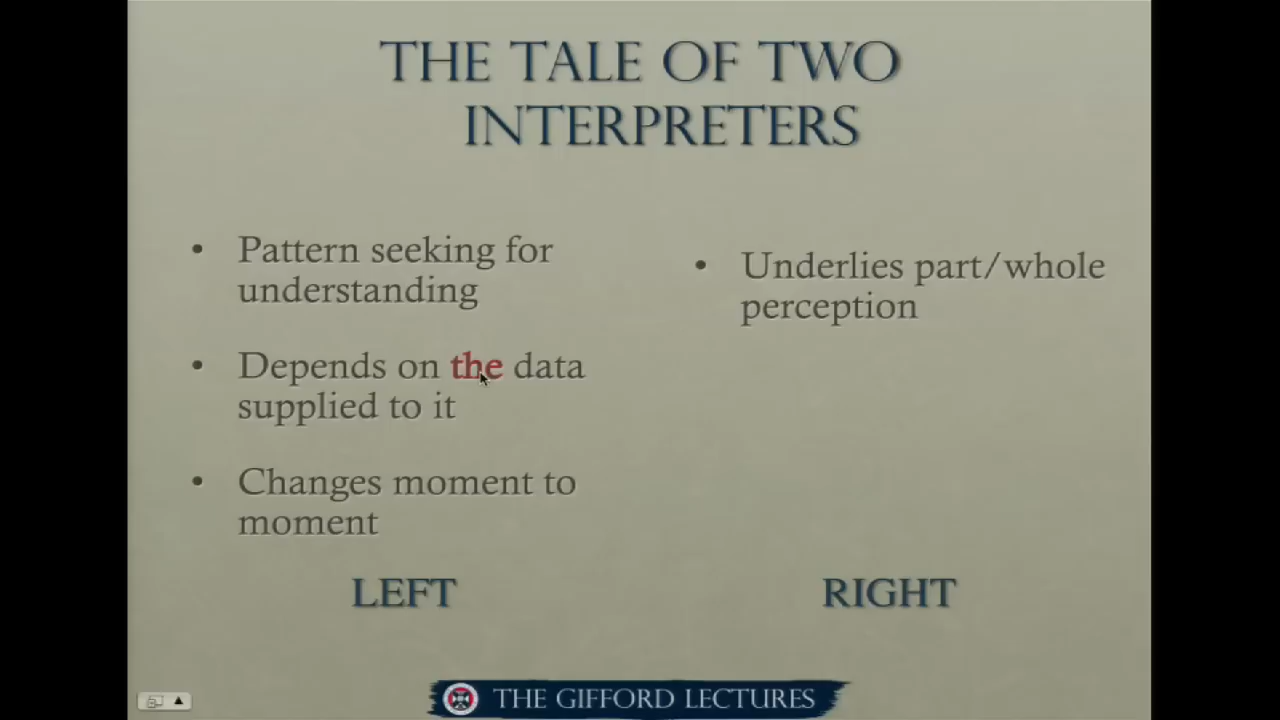 THE TALE OF TWO
INTERPRETERS
• Pattern seeking for
understanding
• Depends on the data
supplied to it
• Changes moment to
moment
LEFT
• Underlies part/whole
perception
RIGHT
THE GIFFORD LECTURES